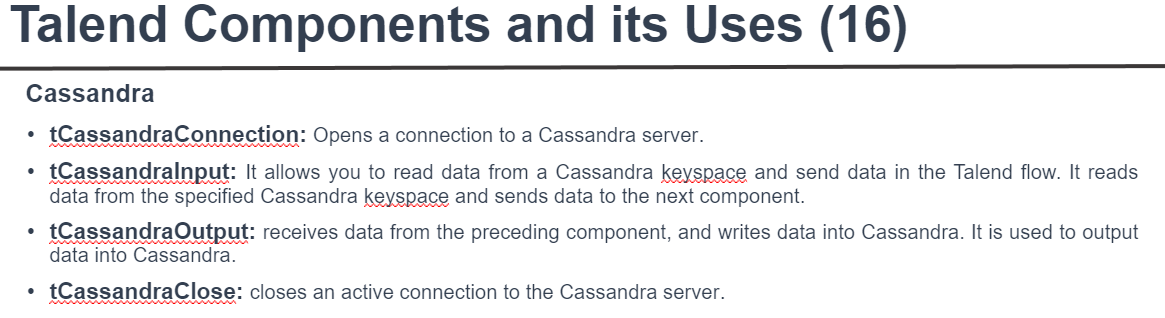 Talend Components and its Uses (16)
Cassandra
• tCassandraConnection: Opens a connection to a Cassandra server.
• tCassandraInput: It allows you to read data from a Cassandra keyspace and send data in the Talend flow. It reads
data from the specified Cassandra keyspace and sends data to the next component.
• tCassandraOutput: receives data from the preceding component, and writes data into Cassandra. It is used to output
data into Cassandra.
• tCassandraClose: closes an active connection to the Cassandra server.